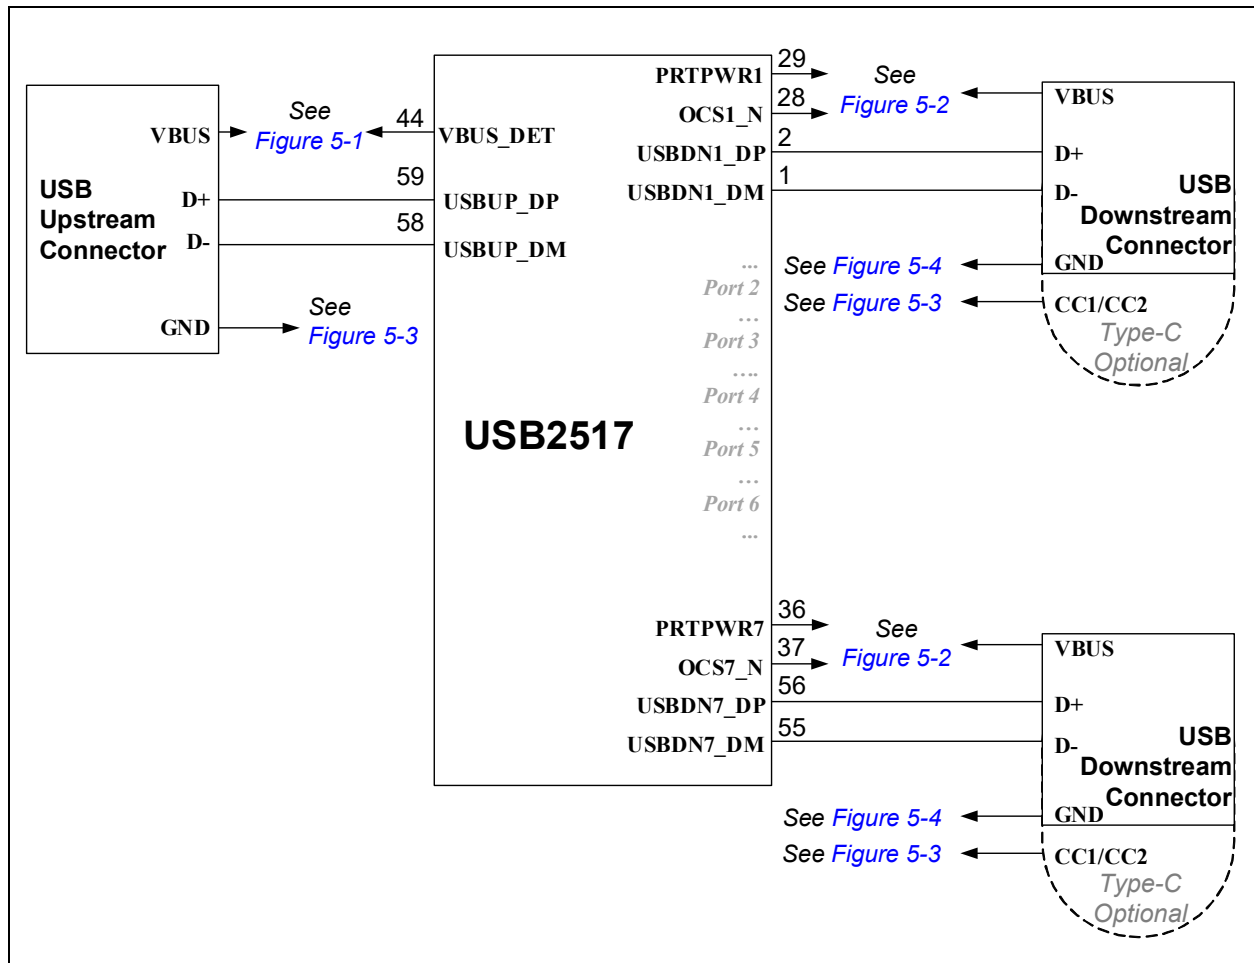 USB
Upstream
Connector
VBUS
D+
D-
GND
See
Figure 5-1
See
Figure 5-3
44
59
58
VBUS_DET
USBUP_DP
USBUP_DM
USB2517
PRTPWR1
OCS1_N
USBDN1_DP
USBDN1_DM
...
Port 2
...
Port 3
....
Port 4
...
Port 5
...
Port 6
...
PRTPWR7
OCS7_N
USBDN7_DP
USBDN7_DM
29
28
2
1
See
Figure 5-2
See Figure 5-4
See Figure 5-3
VBUS
D+
D-
USB
Downstream
Connector
GND
CC1/CC2
Type-C
Optional
36
37
56
55
See
Figure 5-2
See Figure 5-4
See Figure 5-3
VBUS
D+
D-
USB
Downstream
Connector
GND
CC1/CC2
Type-C
Optional